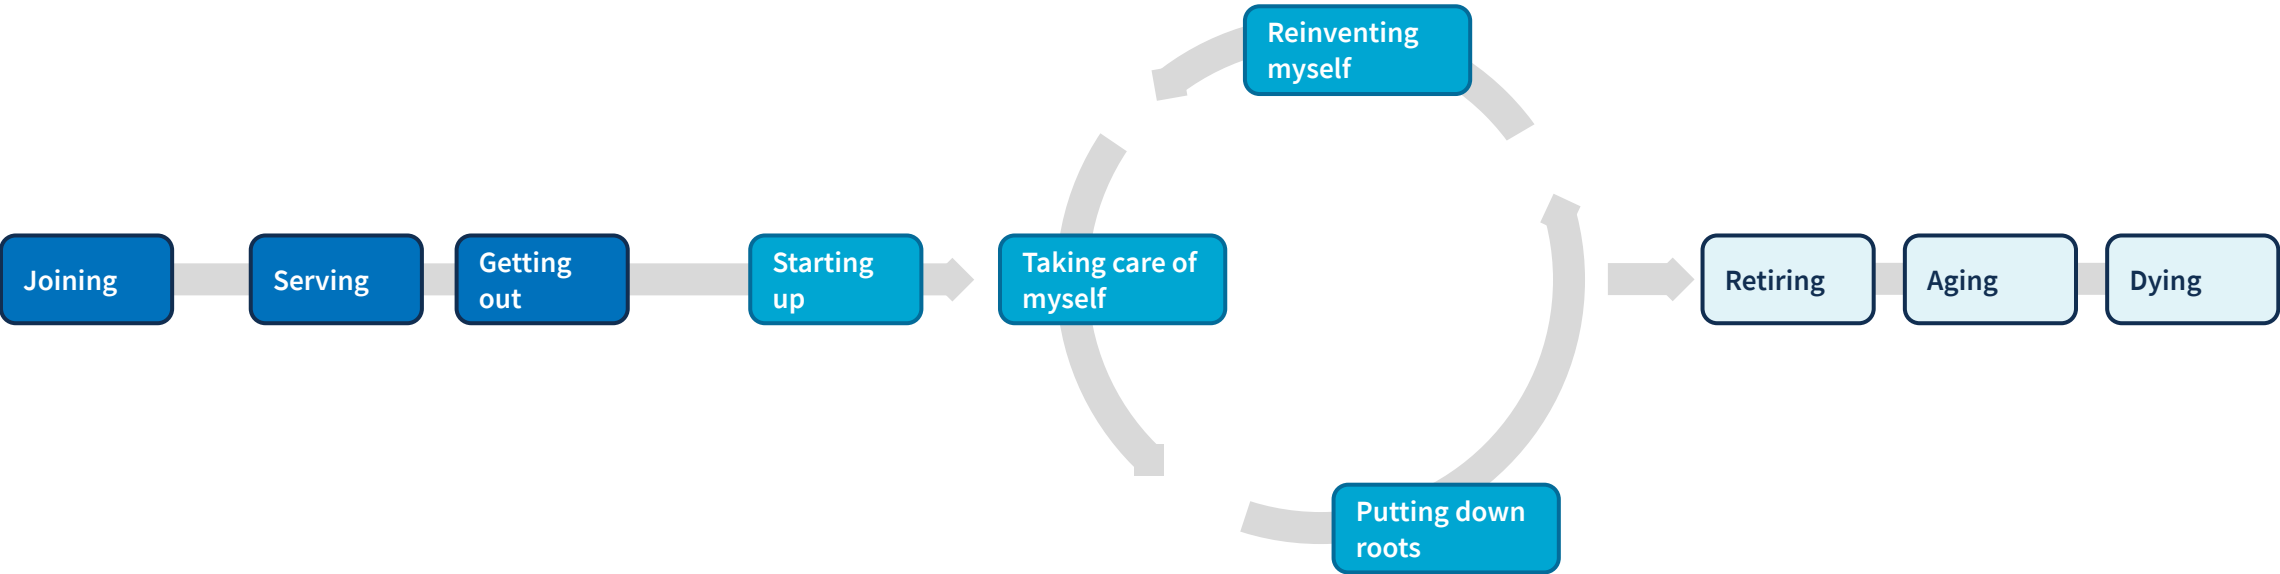 Joining
Serving
Getting
out
Starting
up
Taking care of
myself
Reinventing
myself
Putting down
roots
Retiring
Aging
Dying